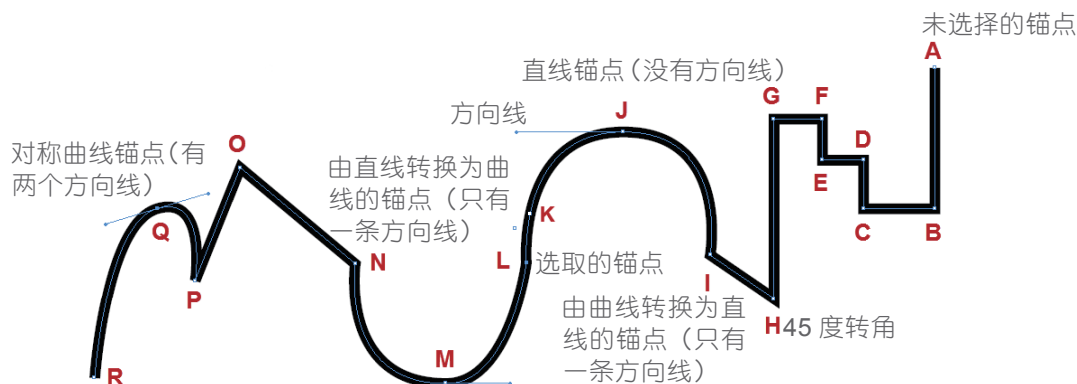 未选择的锚点
A
直线锚点（没有方向线）
G
F
方向线
J
O
D
对称曲线锚点（有
两个方向线）
由直线转换为曲
线的锚点（只有
一条方向线）
E
K
Q
C
B
N
L
选取的锚点
I
P
由曲线转换为直
线的锚点（只有
一条方向线）
H
45 度转角
M
R